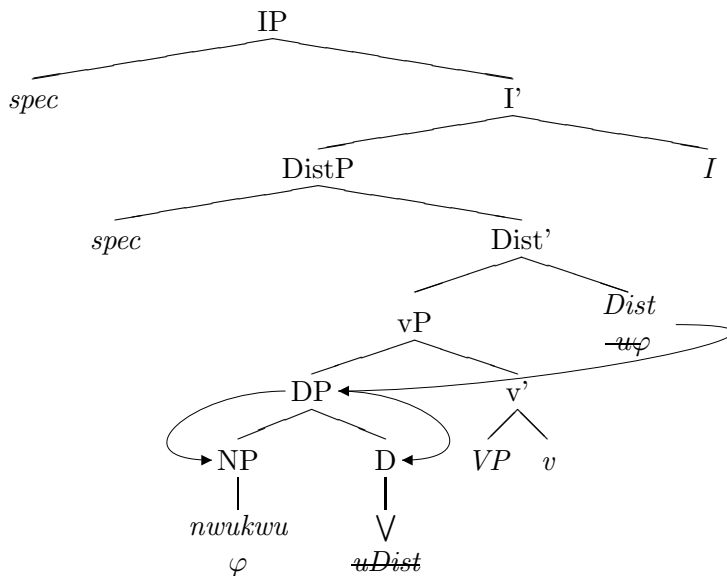 IP
spec I'
DistP I
spec Dist'
vP Dist
uφ
DP v'
NP D VP v
nwukwu ⋁
φ uDist